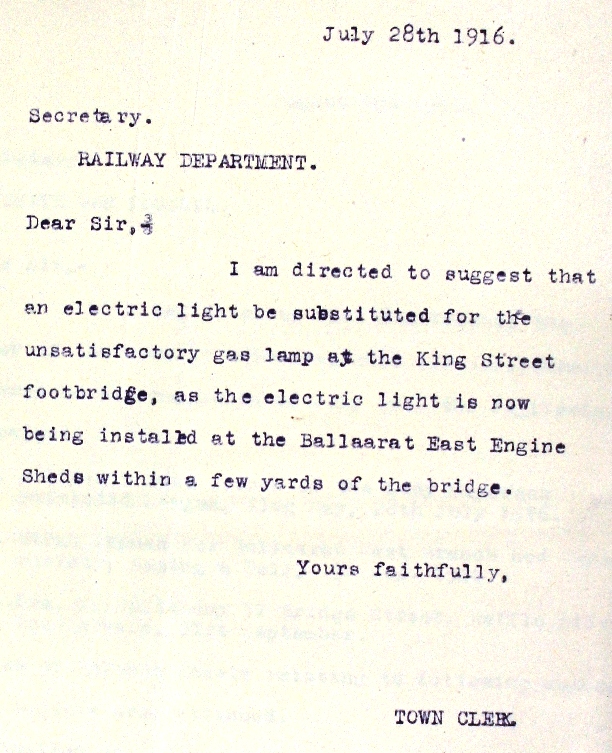 July 28th 1916.
Secretary.
RAILWAY DEPARTMENT.
Dear Sir,
I am directed to suggest that
an electric light be substituted for the
unsatisfactory gas lamp at the King Street
footbridge, as the electric light is now
being installed at the Ballaarat East Engine
Sheds within a few yards of the bridge.
Yours faithfully,
TOWN CLERK.